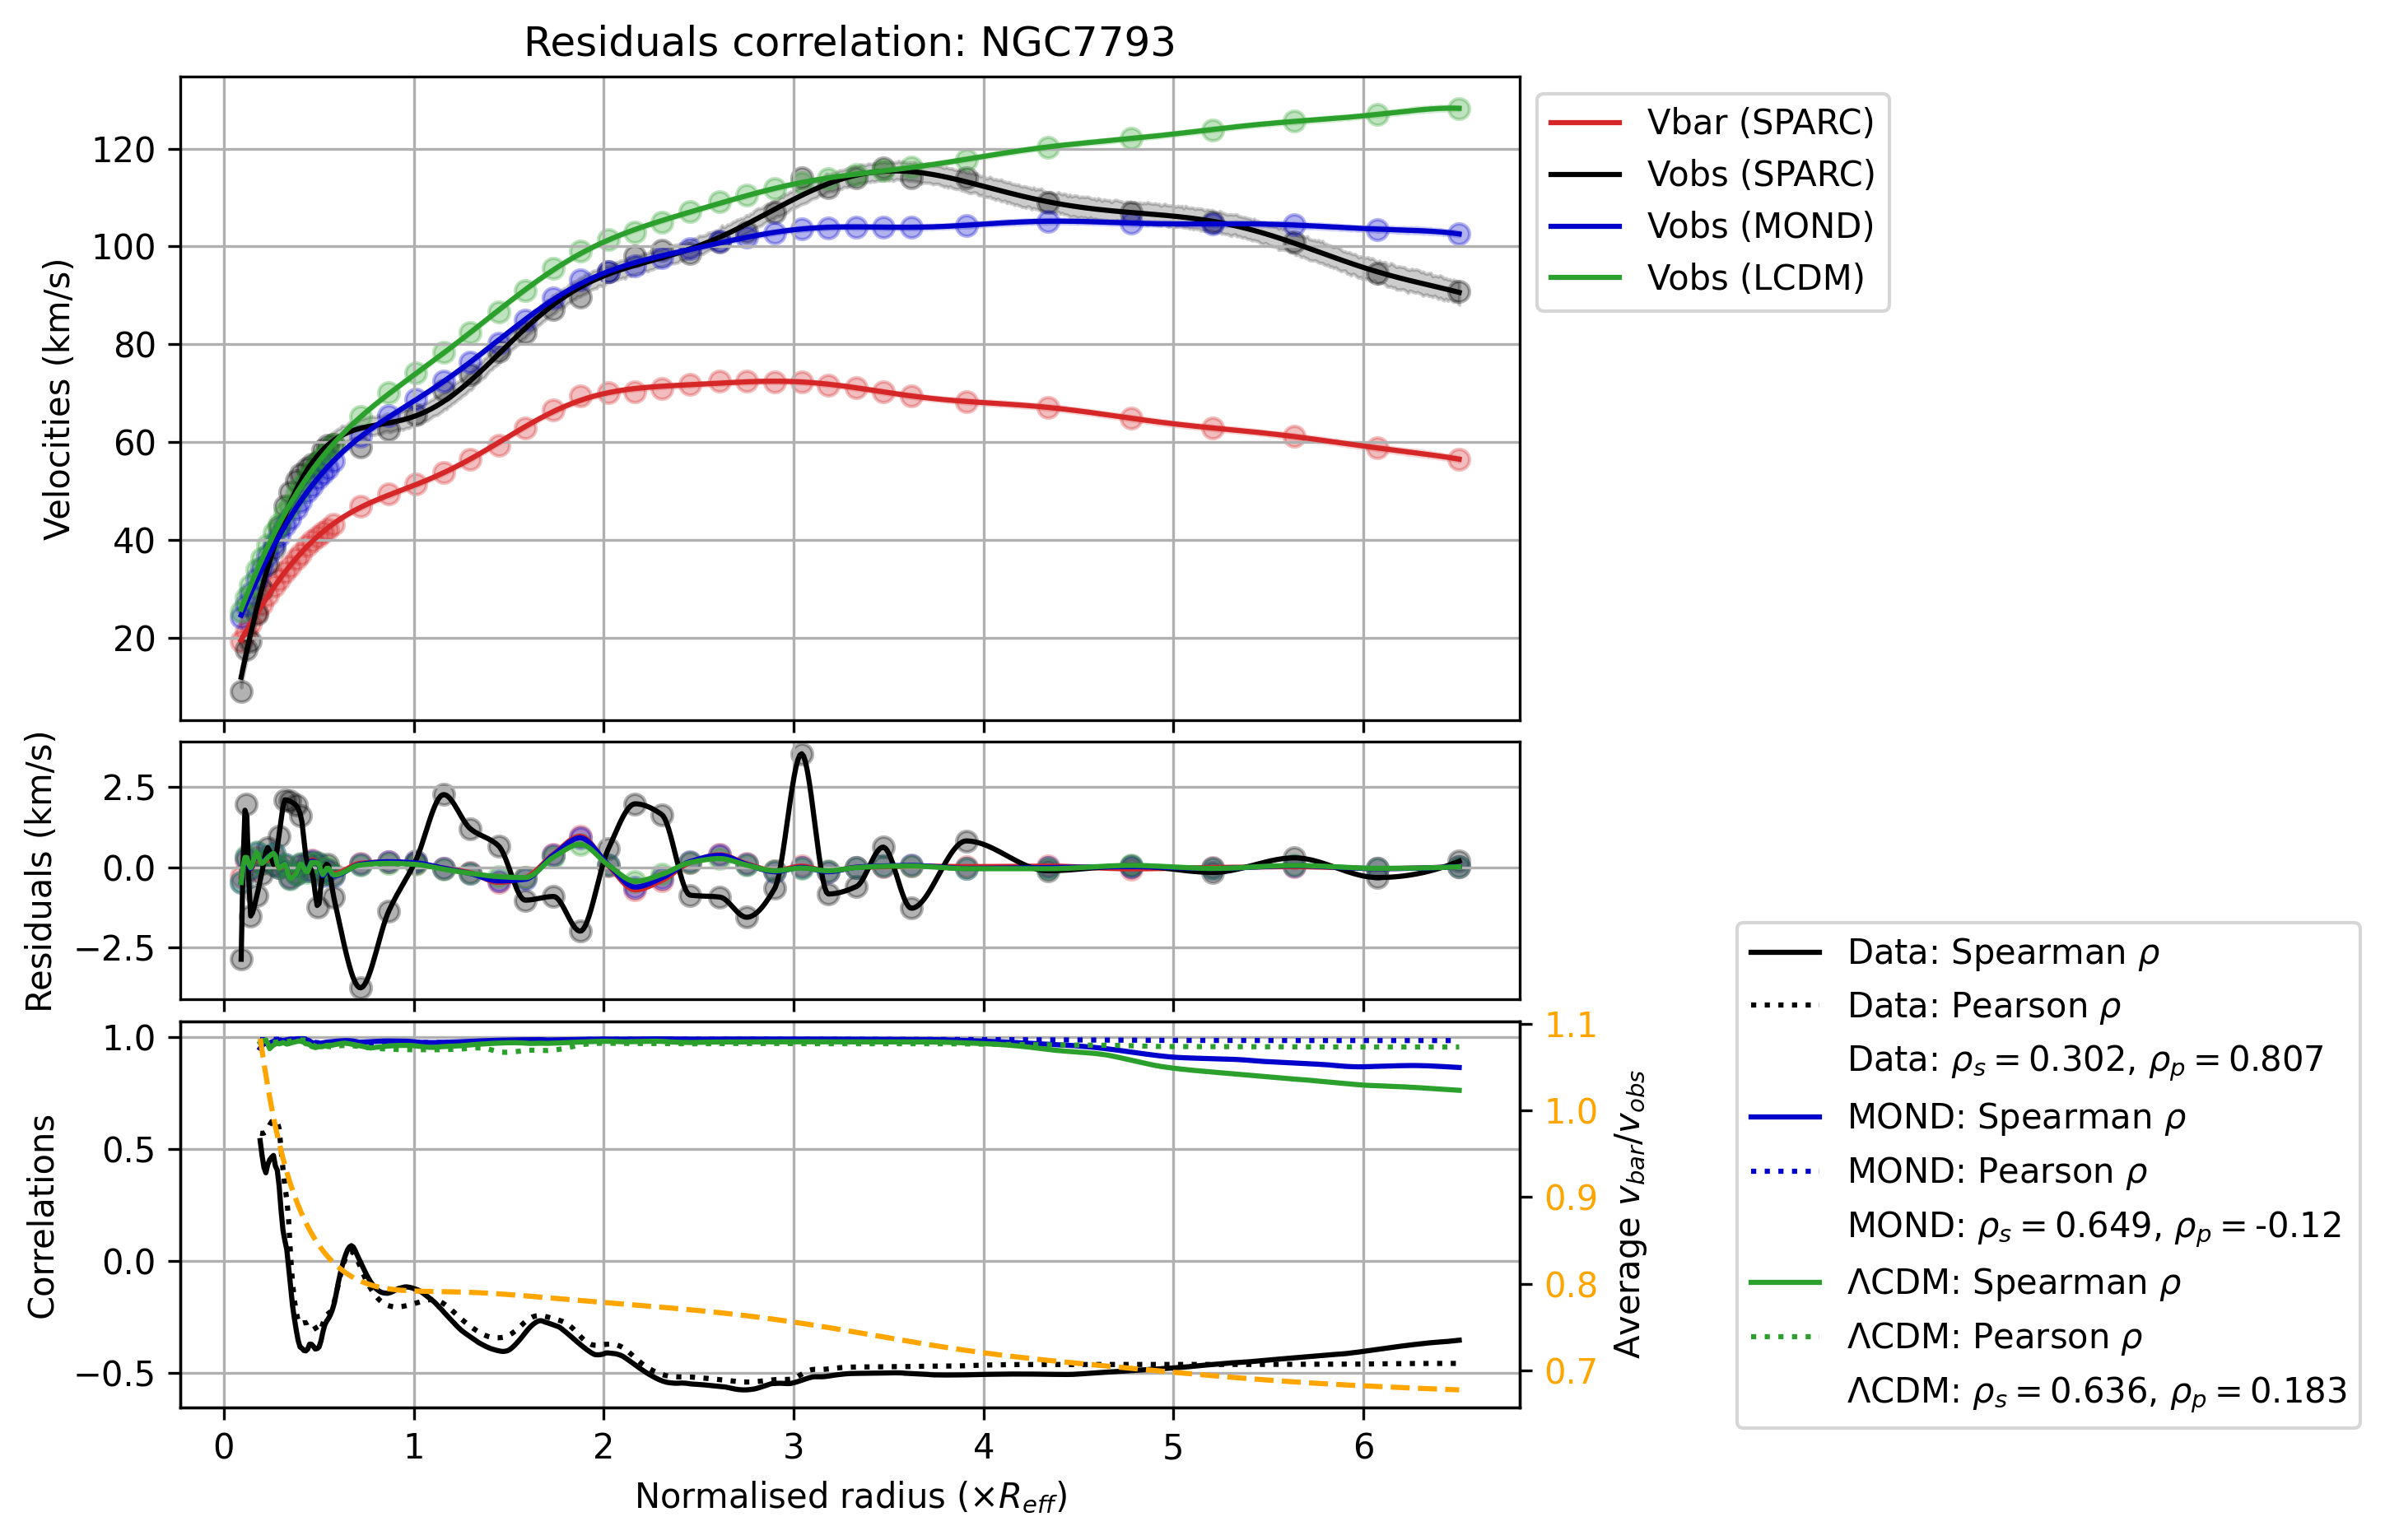 Residuals correlation: NGC7793
Velocities (km/s)
120
100
80
60
40
20
Vbar (SPARC)
Vobs (SPARC)
Vobs (MOND)
Vobs (LCDM)
Residuals (km/s)
2.5
0.0
−2.5
Correlations
1.0
0.5
0.0
−0.5
1.1
1.0
0.9
0.8
0.7
Average v_bar/v_obs
0 1 2 3 4 5 6
Normalised radius (×R_eff)
Data: Spearman ρ
Data: Pearson ρ
Data: ρ_s = 0.302, ρ_p = 0.807
MOND: Spearman ρ
MOND: Pearson ρ
MOND: ρ_s = 0.649, ρ_p = -0.12
ΛCDM: Spearman ρ
ΛCDM: Pearson ρ
ΛCDM: ρ_s = 0.636, ρ_p = 0.183